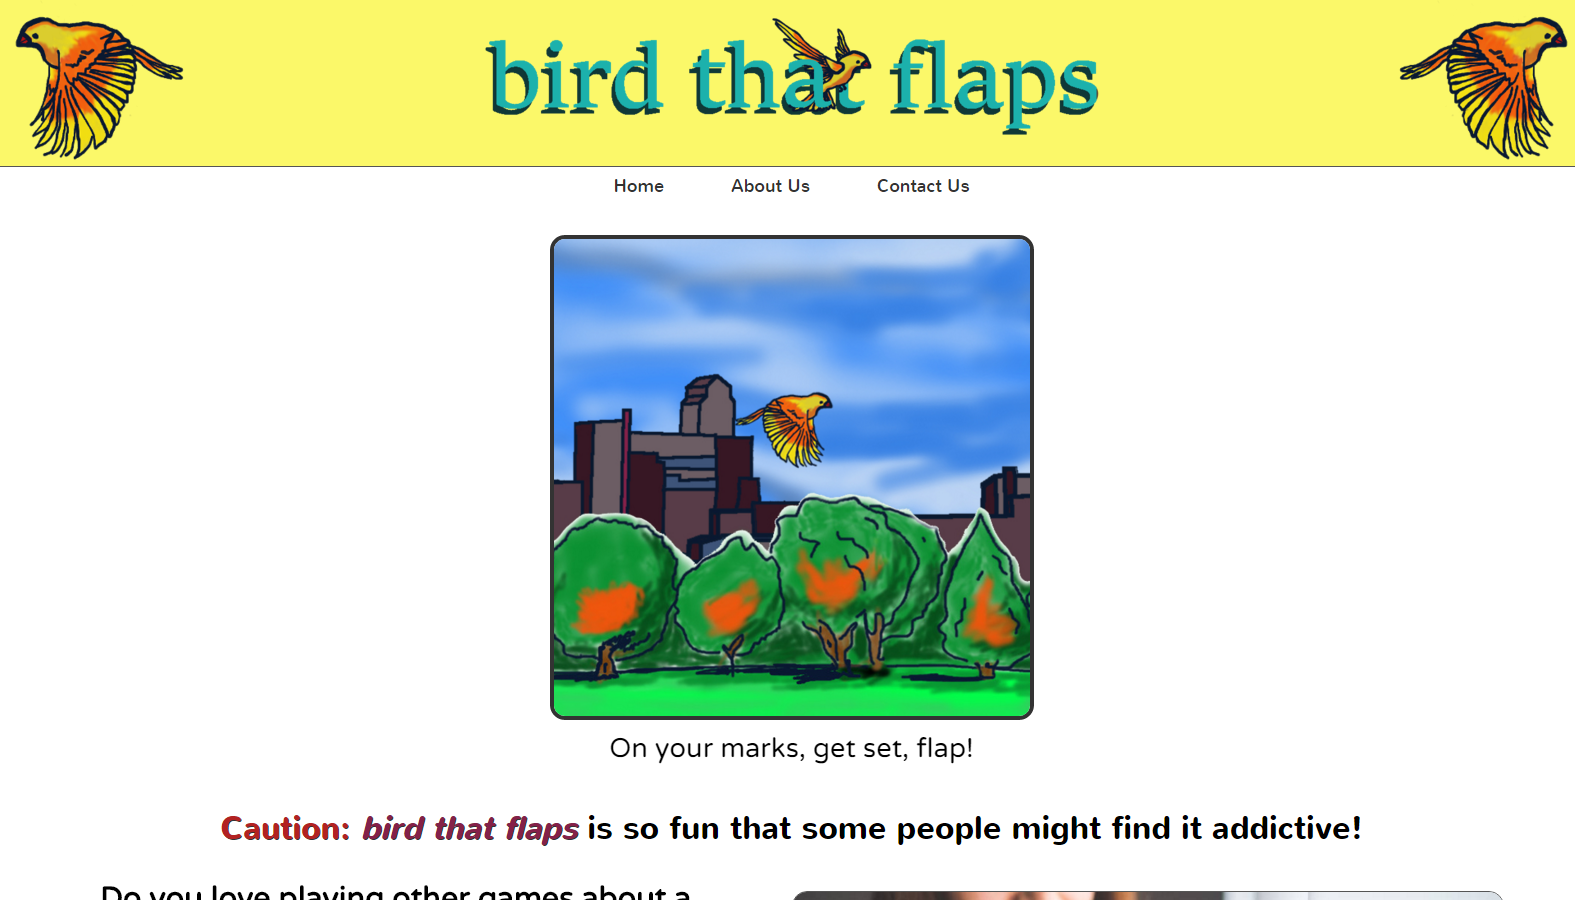 bird that flaps
Home About Us Contact Us
On your marks, get set, flap!
Caution: bird that flaps is so fun that some people might find it addictive!
Do you love playing other games about a